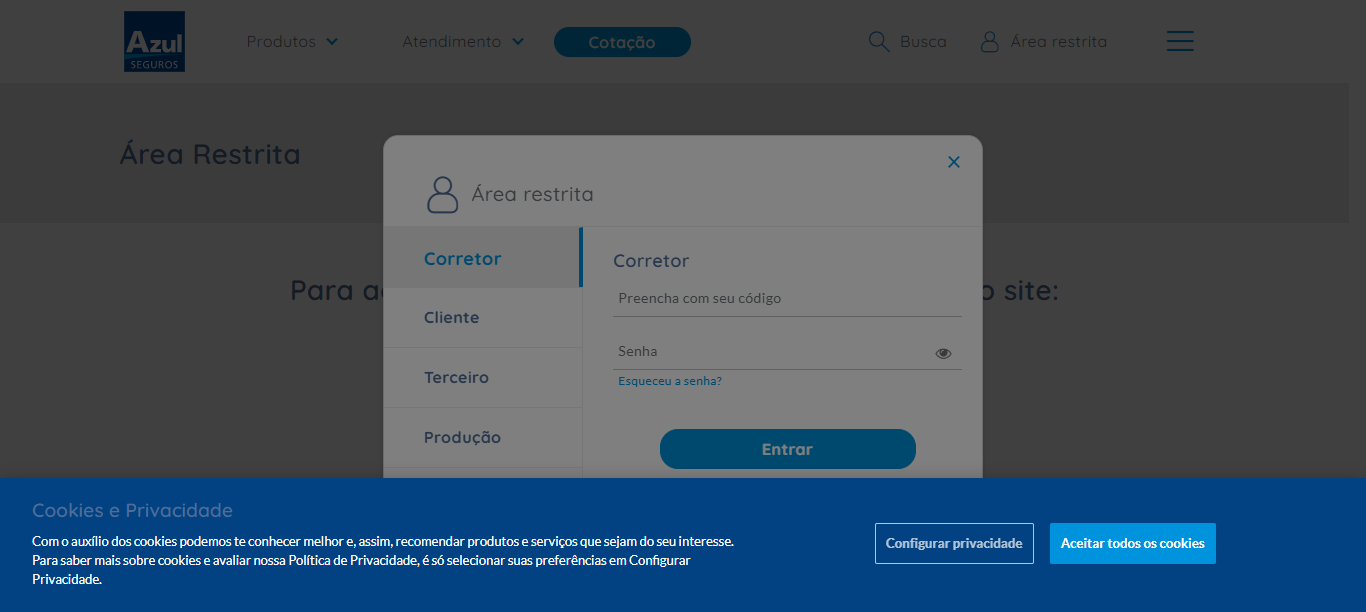 Azul
SEGUROS
Produtos
Atendimento
Cotação
Busca
Área restrita
Área Restrita
Área restrita
Para a
o site:
Corretor
Cliente
Terceiro
Produção
Corretor
Preencha com seu código
Senha
Esqueceu a senha?
Entrar
Cookies e Privacidade
Com o auxílio dos cookies podemos te conhecer melhor e, assim, recomendar produtos e serviços que sejam do seu interesse.
Para saber mais sobre cookies e avaliar nossa Política de Privacidade, é só selecionar suas preferências em Configurar
Privacidade.
Configurar privacidade
Aceitar todos os cookies